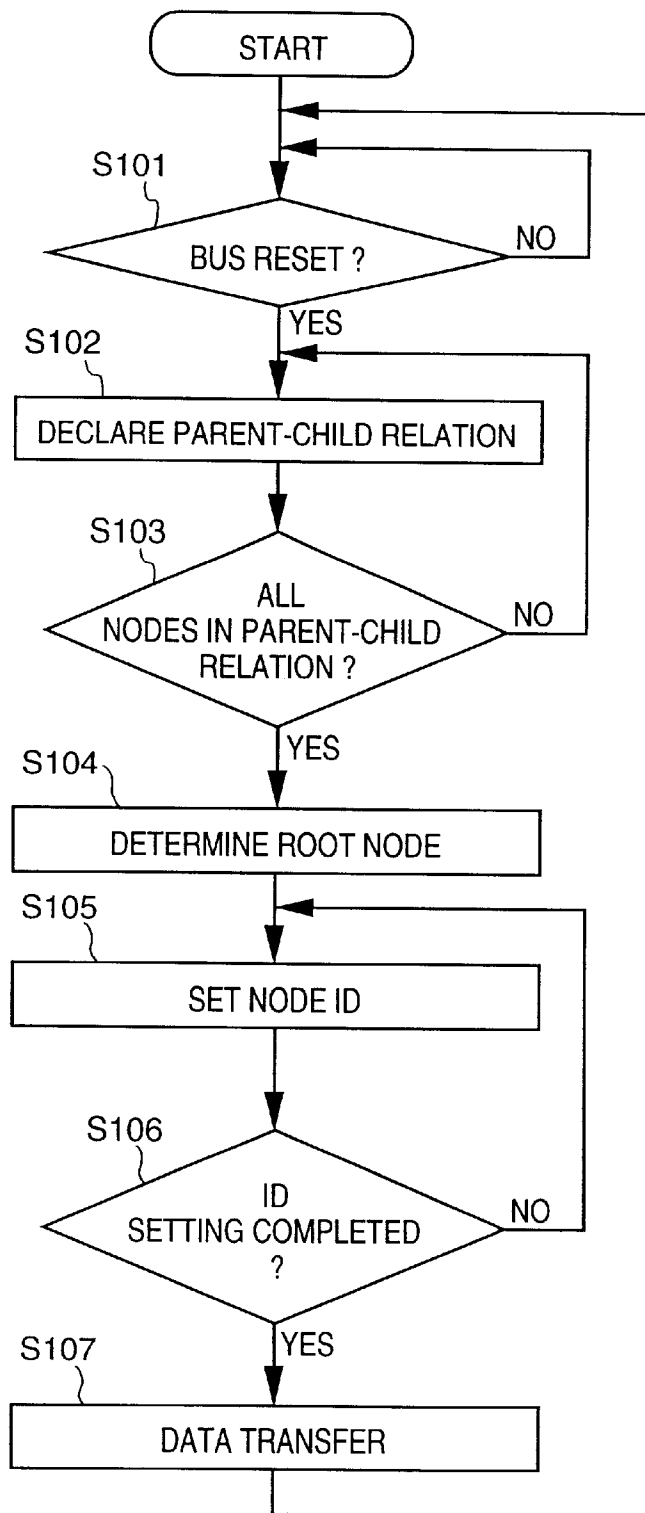 START
S101
BUS RESET ?
NO
YES
S102
DECLARE PARENT-CHILD RELATION
S103
ALL
NODES IN PARENT-CHILD
RELATION ?
NO
YES
S104
DETERMINE ROOT NODE
S105
SET NODE ID
S106
ID
SETTING COMPLETED
?
NO
YES
S107
DATA TRANSFER